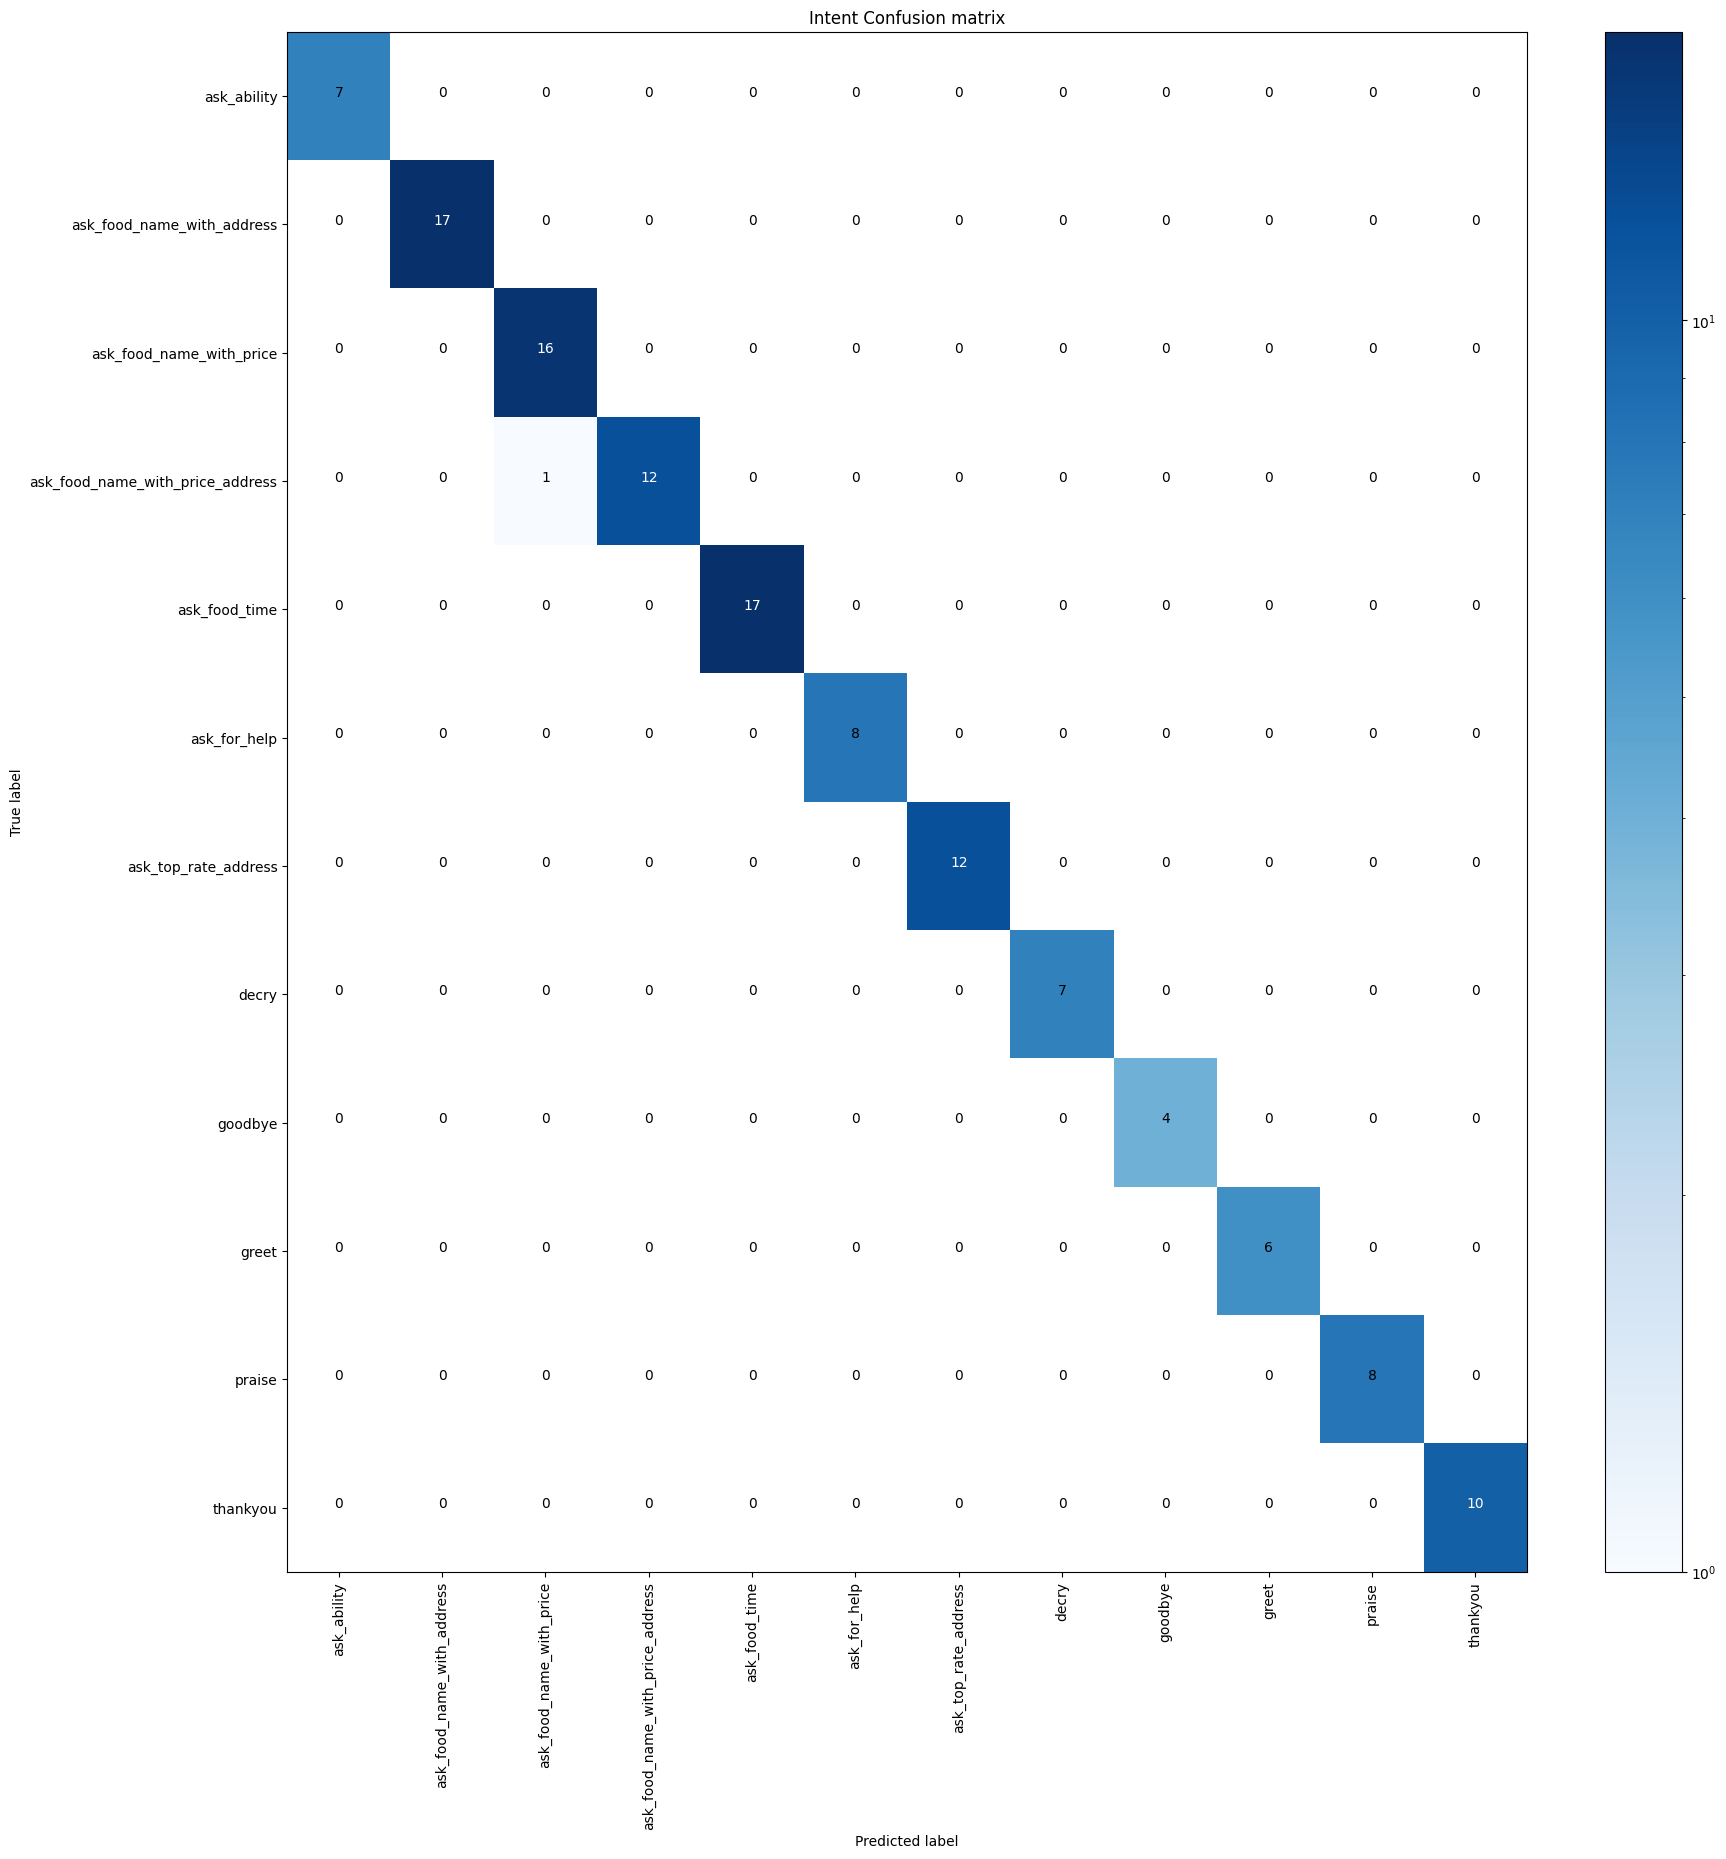 Intent Confusion matrix
ask_ability 7 0 0 0 0 0 0 0 0 0 0 0
ask_food_name_with_address 0 17 0 0 0 0 0 0 0 0 0 0
ask_food_name_with_price 0 0 16 0 0 0 0 0 0 0 0 0
ask_food_name_with_price_address 0 0 1 12 0 0 0 0 0 0 0 0
ask_food_time 0 0 0 0 17 0 0 0 0 0 0 0
ask_for_help 0 0 0 0 0 8 0 0 0 0 0 0
ask_top_rate_address 0 0 0 0 0 0 12 0 0 0 0 0
decry 0 0 0 0 0 0 0 7 0 0 0 0
goodbye 0 0 0 0 0 0 0 0 4 0 0 0
greet 0 0 0 0 0 0 0 0 0 6 0 0
praise 0 0 0 0 0 0 0 0 0 0 8 0
thankyou 0 0 0 0 0 0 0 0 0 0 0 10
True label
ask_ability
ask_food_name_with_address
ask_food_name_with_price
ask_food_name_with_price_address
ask_food_time
ask_for_help
ask_top_rate_address
decry
goodbye
greet
praise
thankyou
Predicted label
10¹
10⁰